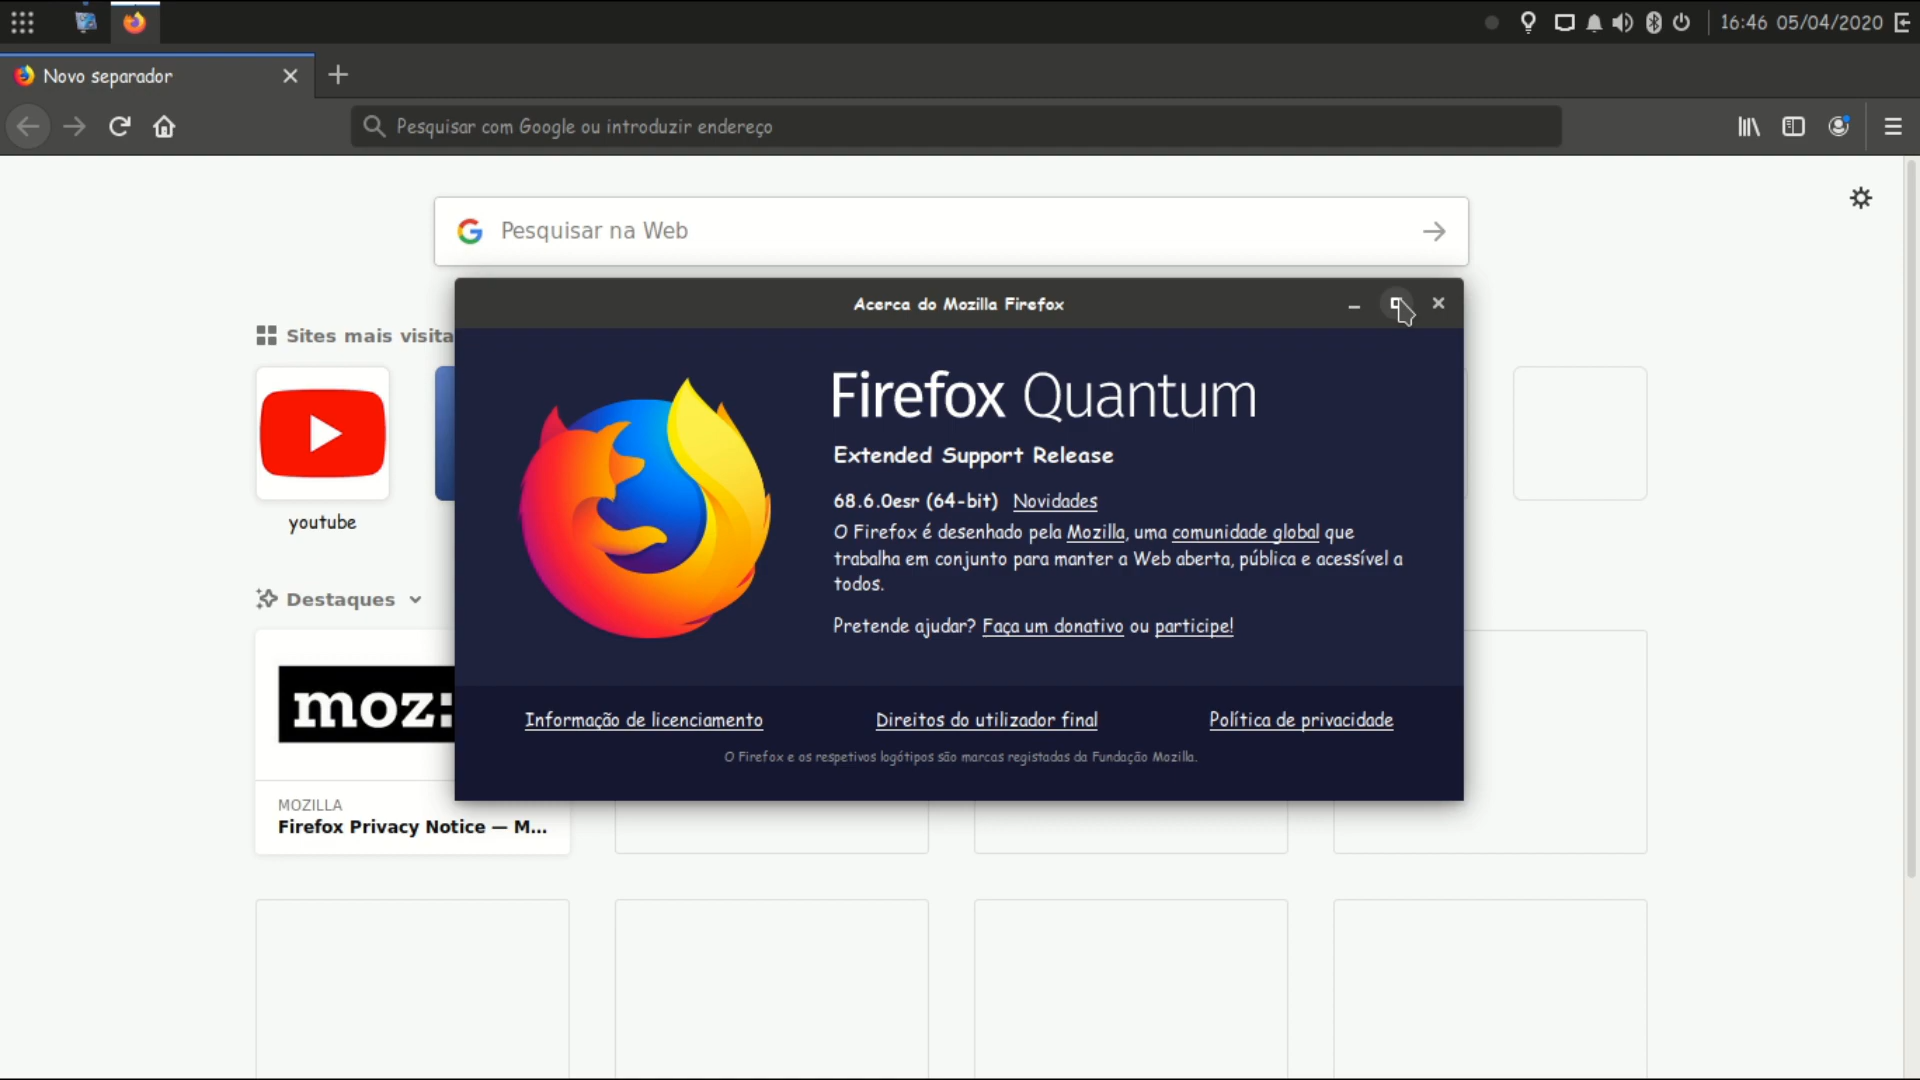 16:46 05/04/2020
Novo separador
Pesquisar com Google ou introduzir endereço
Pesquisar na Web
Acerca do Mozilla Firefox
Sites mais visita
youtube
Firefox Quantum
Extended Support Release
68.6.0esr (64-bit) Novidades
O Firefox é desenhado pela Mozilla, uma comunidade global que
trabalha em conjunto para manter a Web aberta, pública e acessível a
todos.
Pretende ajudar? Faça um donativo ou participe!
Informação de licenciamento Direitos do utilizador final Política de privacidade
O Firefox e os respetivos logótipos são marcas registadas da Fundação Mozilla.
Destaques
moz:
MOZILLA
Firefox Privacy Notice — M...